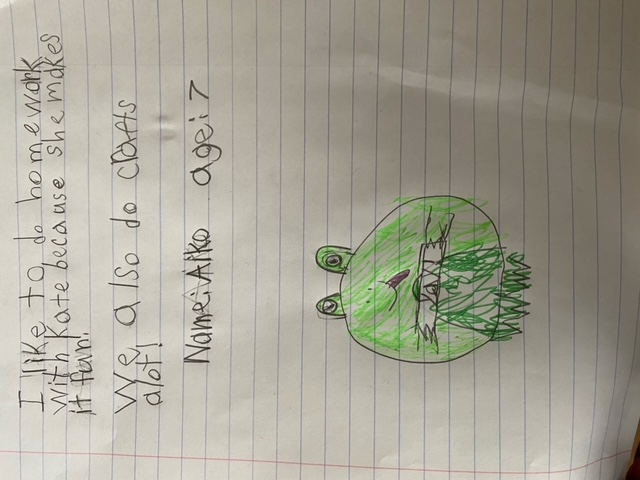 I like to do homework
with Kate because she makes
it fun!
We also do crafts
alot!
Name: Aiko age: 7